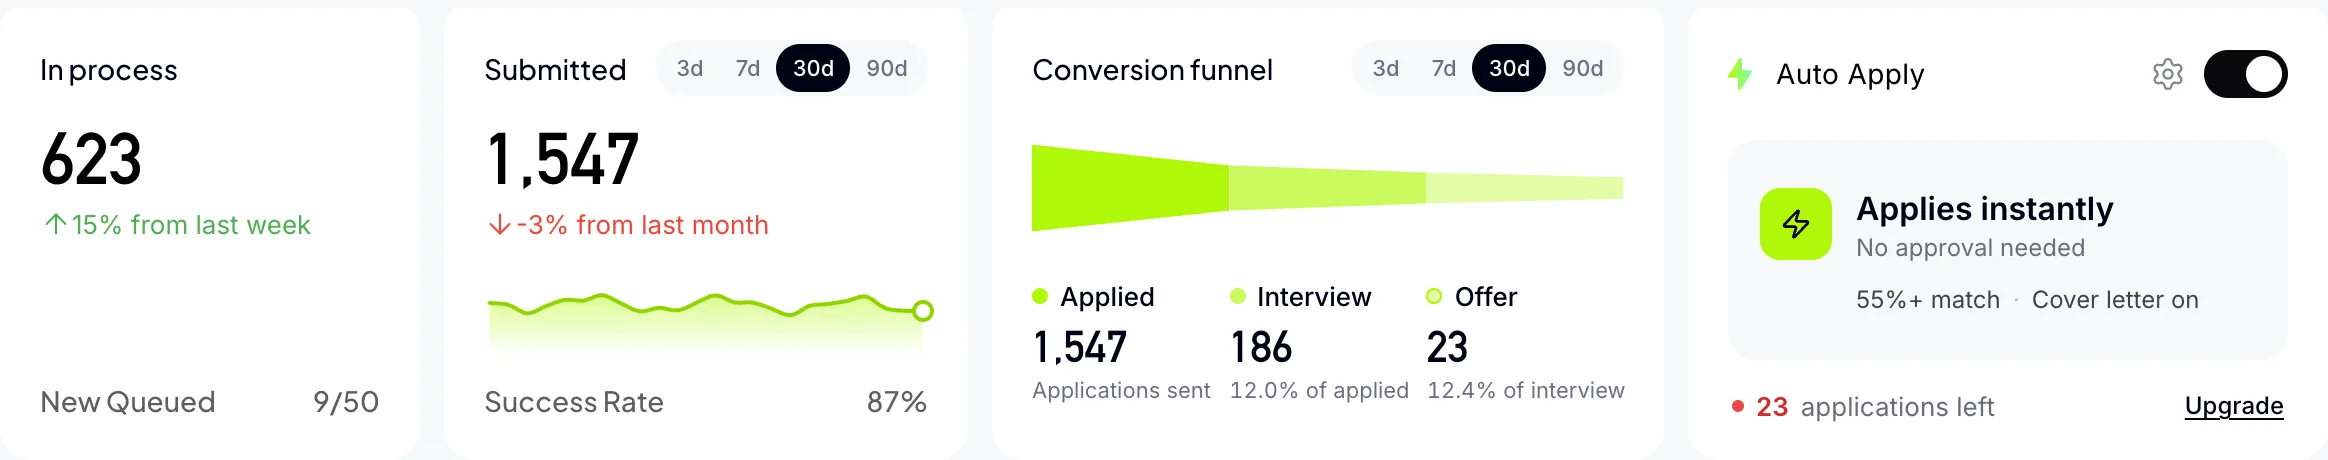 In process
623
↑ 15% from last week
New Queued 9/50
Submitted 3d 7d 30d 90d
1,547
↓ -3% from last month
Success Rate 87%
Conversion funnel 3d 7d 30d 90d
Applied Interview Offer
1,547 186 23
Applications sent 12.0% of applied 12.4% of interview
Auto Apply
Applies instantly
No approval needed
55%+ match · Cover letter on
23 applications left Upgrade